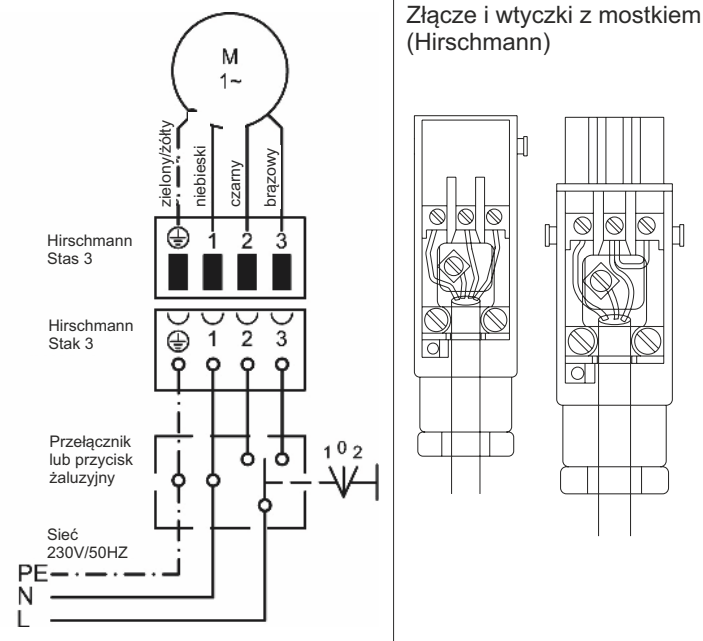 M
1~
zielony/żółty
niebieski
czarny
brązowy
Hirschmann
Stas 3
1 2 3
Hirschmann
Stak 3
1 2 3
Przełącznik
lub przycisk
żaluzyjny
1 0 2
Sieć
230V/50HZ
PE
N
L
Złącze i wtyczki z mostkiem
(Hirschmann)